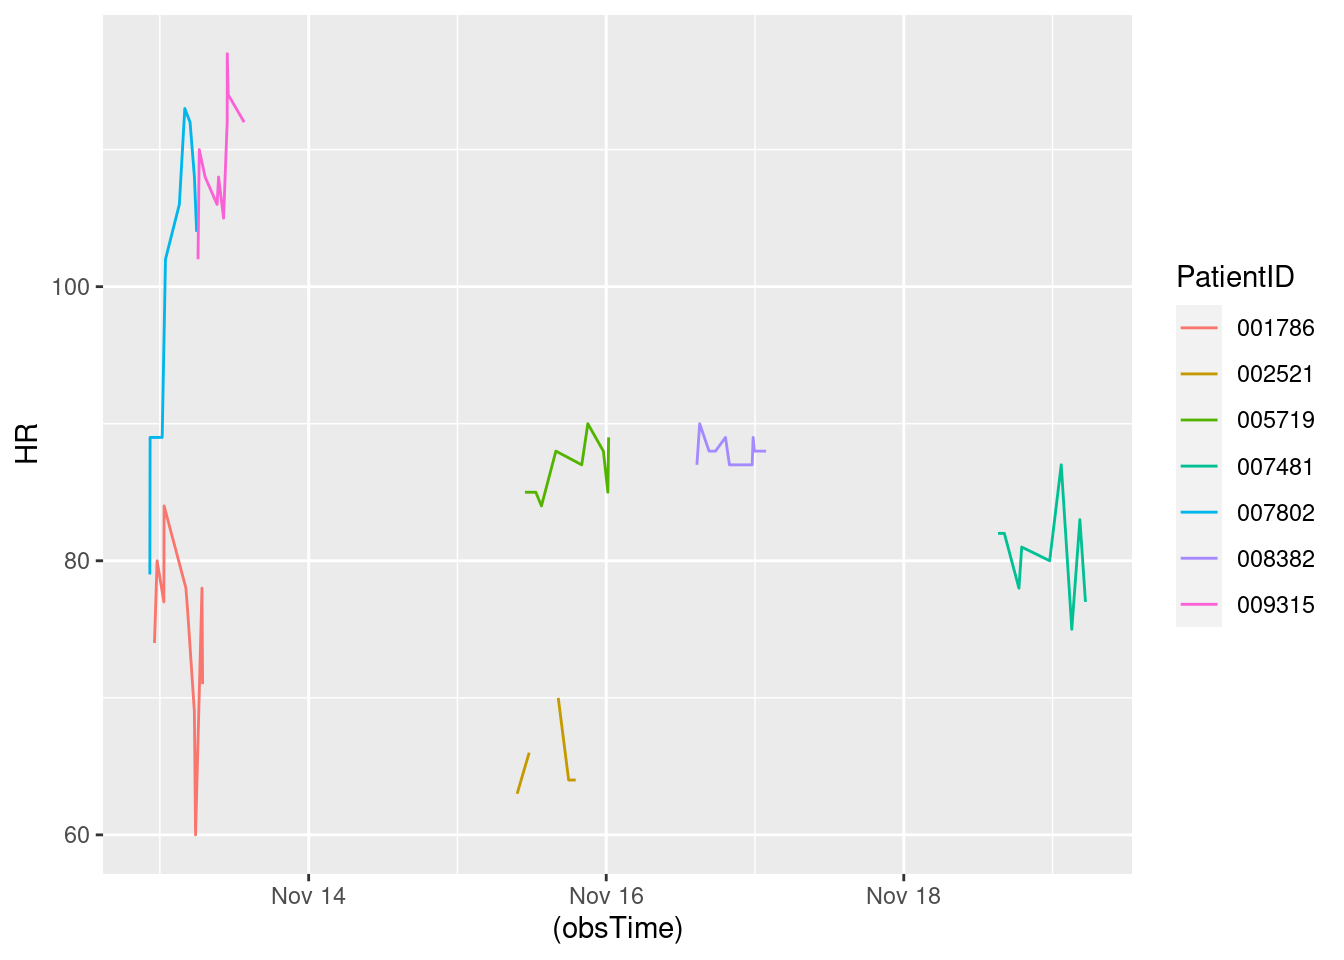 100
80
60
HR
Nov 14
Nov 16
Nov 18
(obsTime)
PatientID
001786
002521
005719
007481
007802
008382
009315